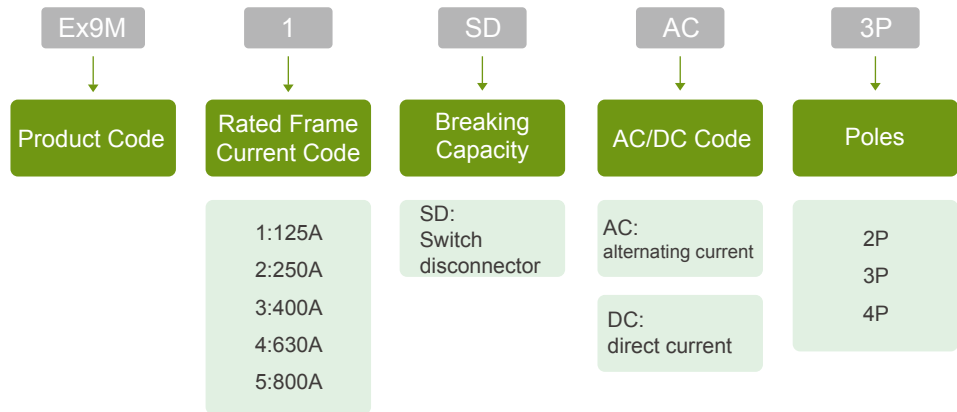 Ex9M
1
SD
AC
3P
Product Code
Rated Frame
Current Code
Breaking
Capacity
AC/DC Code
Poles
1:125A
2:250A
3:400A
4:630A
5:800A
SD:
Switch
disconnector
AC:
alternating current
DC:
direct current
2P
3P
4P